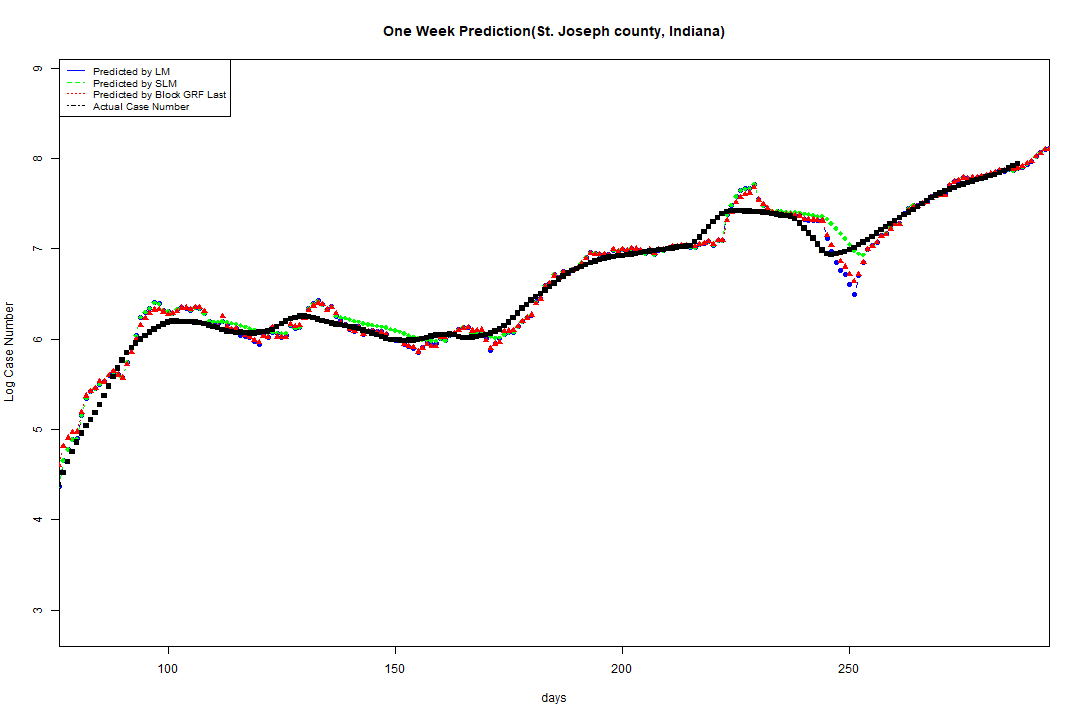 One Week Prediction(St. Joseph county, Indiana)
Predicted by LM
Predicted by SLM
Predicted by Block GRF Last
Actual Case Number
9
8
7
6
5
4
3
Log Case Number
100 150 200 250
days